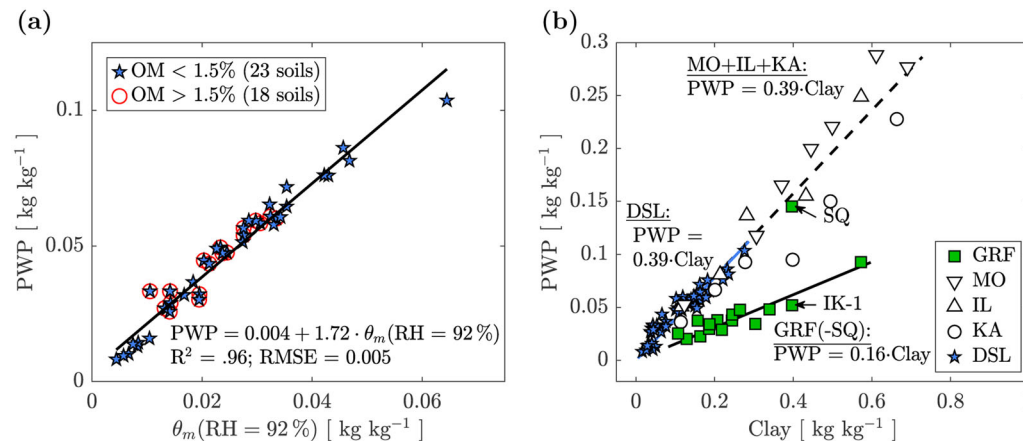 (a)
PWP [ kg kg⁻¹ ]
0.1
0.05
0
OM < 1.5% (23 soils)
OM > 1.5% (18 soils)
PWP = 0.004 + 1.72 · θₘ(RH = 92 %)
R² = .96; RMSE = 0.005
0 0.02 0.04 0.06
θₘ(RH = 92 %) [ kg kg⁻¹ ]
(b)
PWP [ kg kg⁻¹ ]
0.3
0.25
0.2
0.15
0.1
0.05
0
MO+IL+KA:
PWP = 0.39·Clay
DSL:
PWP =
0.39·Clay
SQ
IK-1
GRF(-SQ):
PWP = 0.16·Clay
GRF
MO
IL
KA
DSL
0 0.2 0.4 0.6 0.8
Clay [ kg kg⁻¹ ]